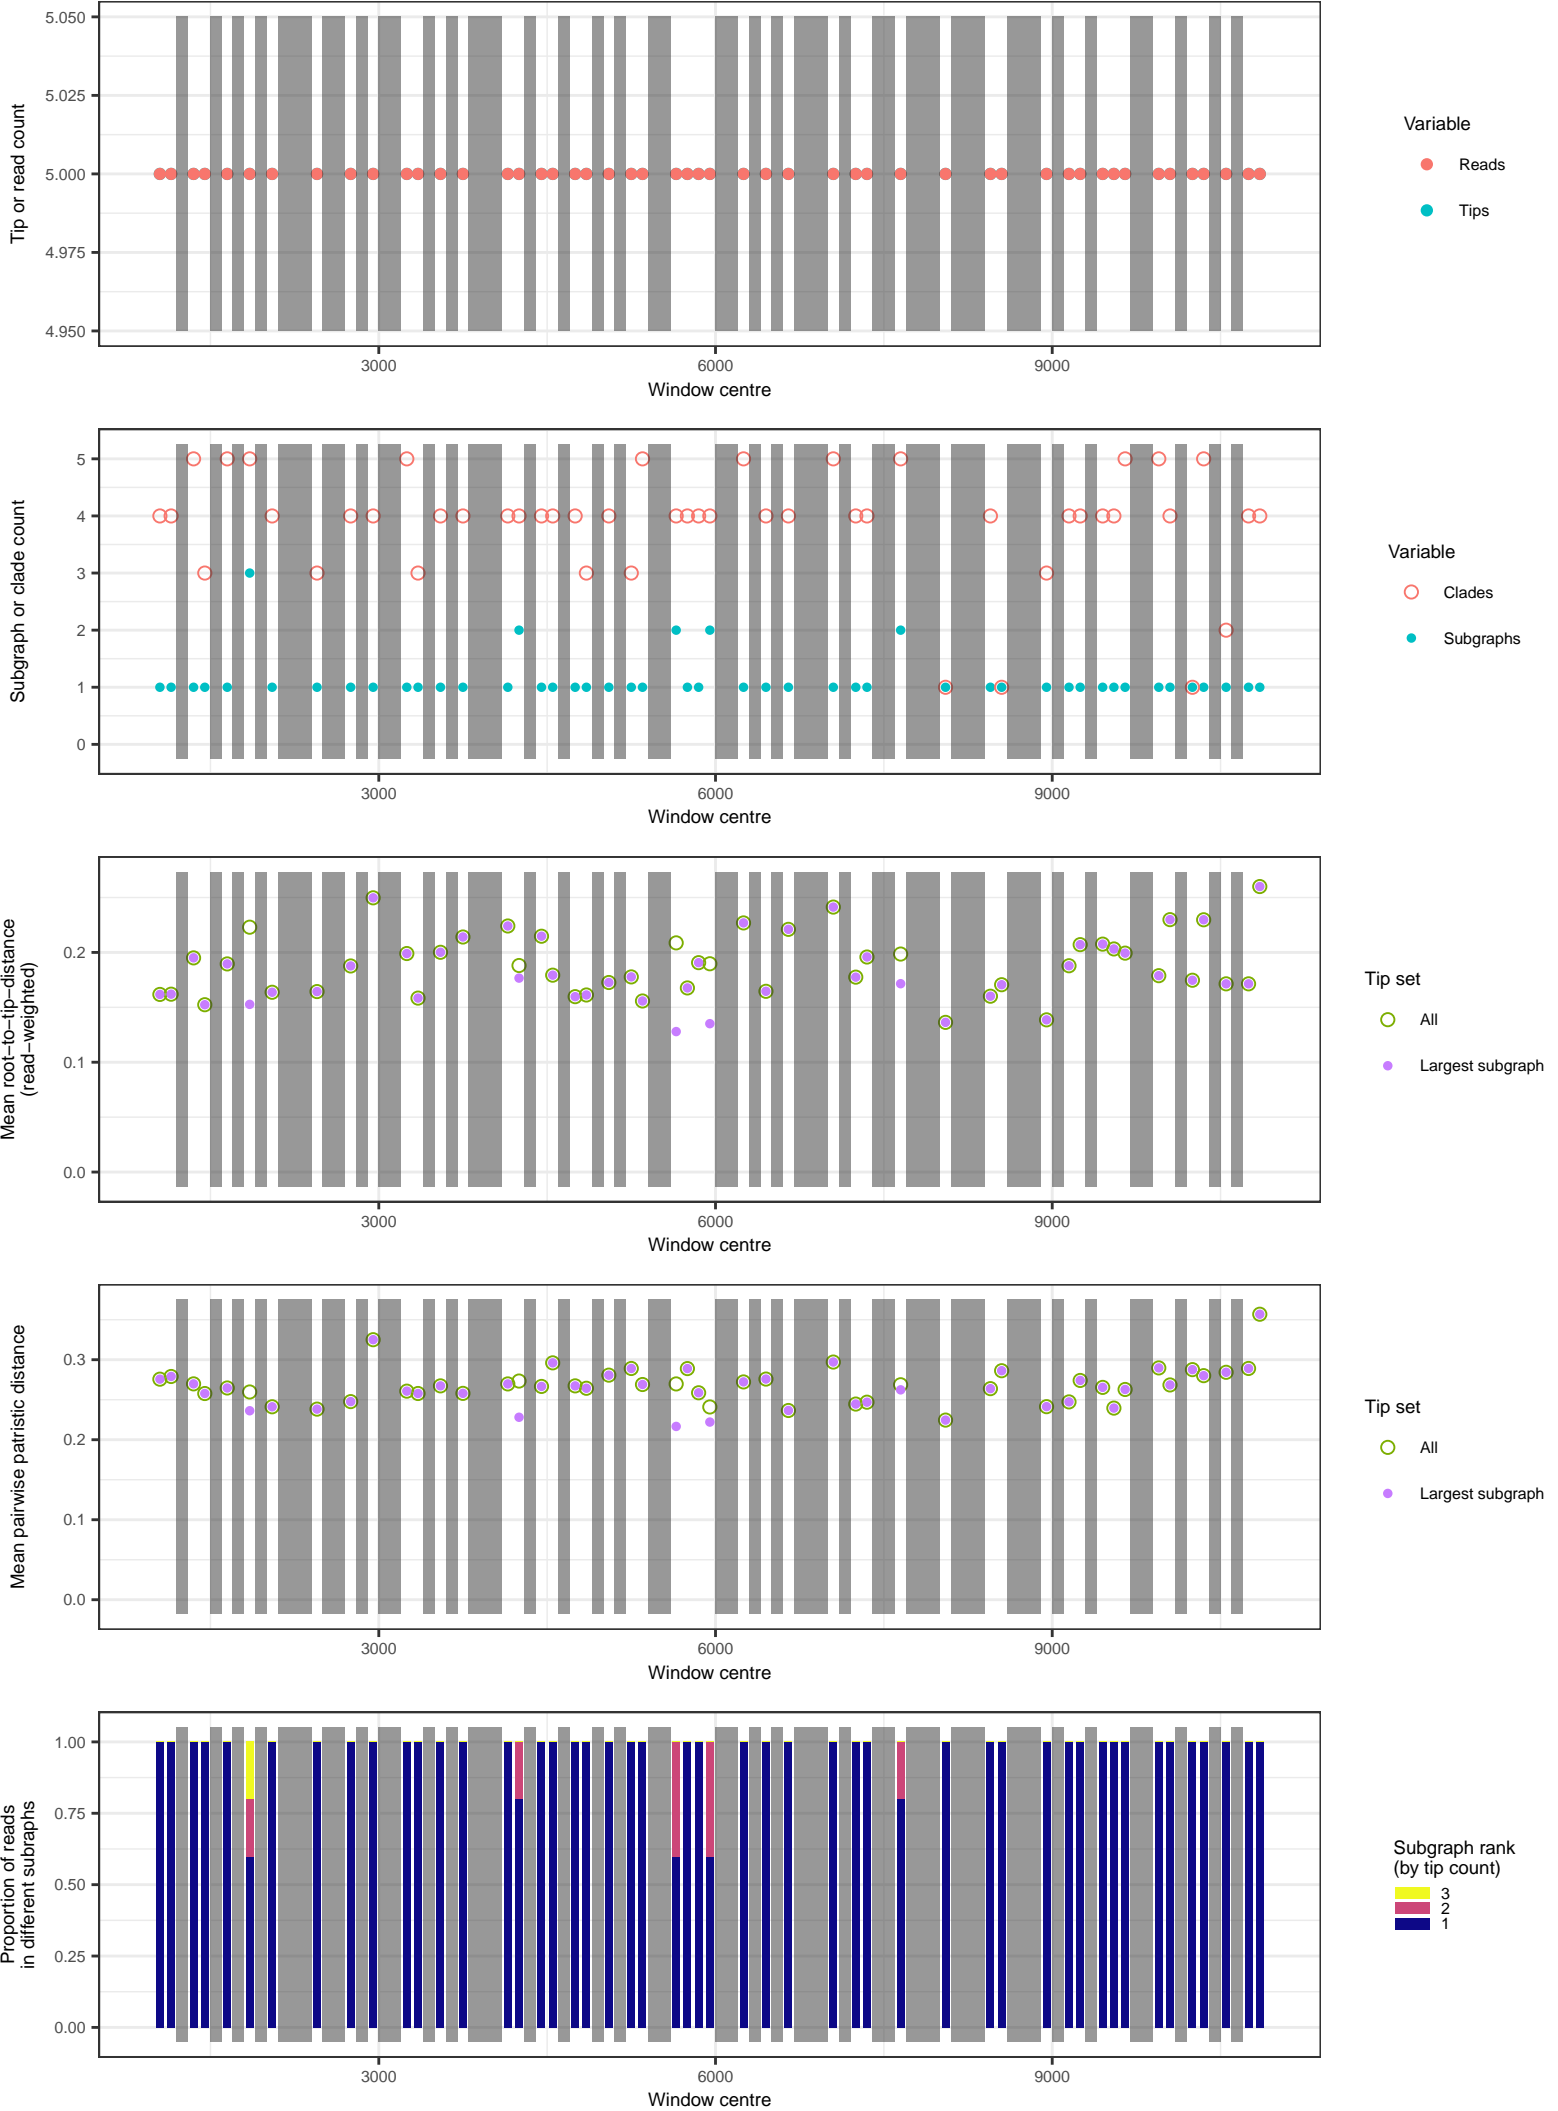 5.050
5.025
5.000
4.975
4.950
Tip or read count
3000 6000 9000
Window centre
Variable
Reads
Tips
5
4
3
2
1
0
Subgraph or clade count
3000 6000 9000
Window centre
Variable
Clades
Subgraphs
0.2
0.1
0.0
Mean root−to−tip−distance
(read−weighted)
3000 6000 9000
Window centre
Tip set
All
Largest subgraph
0.3
0.2
0.1
0.0
Mean pairwise patristic distance
3000 6000 9000
Window centre
Tip set
All
Largest subgraph
1.00
0.75
0.50
0.25
0.00
Proportion of reads
in different subraphs
3000 6000 9000
Window centre
Subgraph rank
(by tip count)
3
2
1